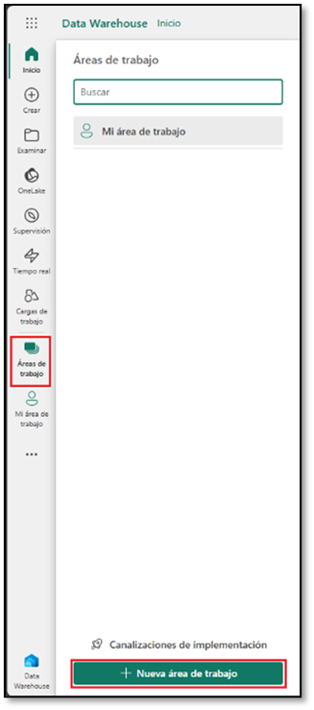 Data Warehouse Inicio
Inicio
Crear
Examinar
OneLake
Supervisión
Tiempo real
Cargas de
trabajo
Áreas de
trabajo
Mi área de
trabajo
Data
Warehouse
Áreas de trabajo
Buscar
Mi área de trabajo
Canalizaciones de implementación
+ Nueva área de trabajo